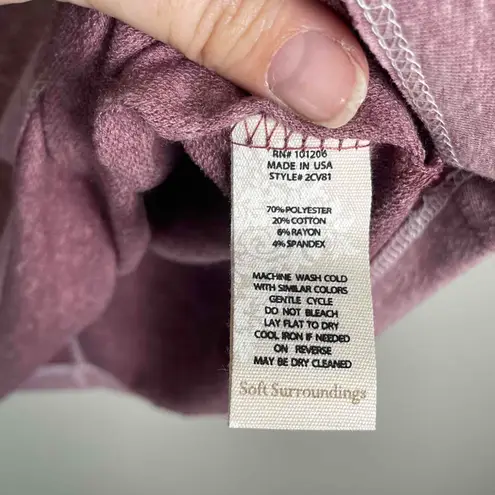 RN# 101206
MADE IN USA
STYLE# 2CV81
70% POLYESTER
20% COTTON
6% RAYON
4% SPANDEX
MACHINE WASH COLD
WITH SIMILAR COLORS
GENTLE CYCLE
DO NOT BLEACH
LAY FLAT TO DRY
COOL IRON IF NEEDED
ON REVERSE
MAY BE DRY CLEANED
Soft Surroundings